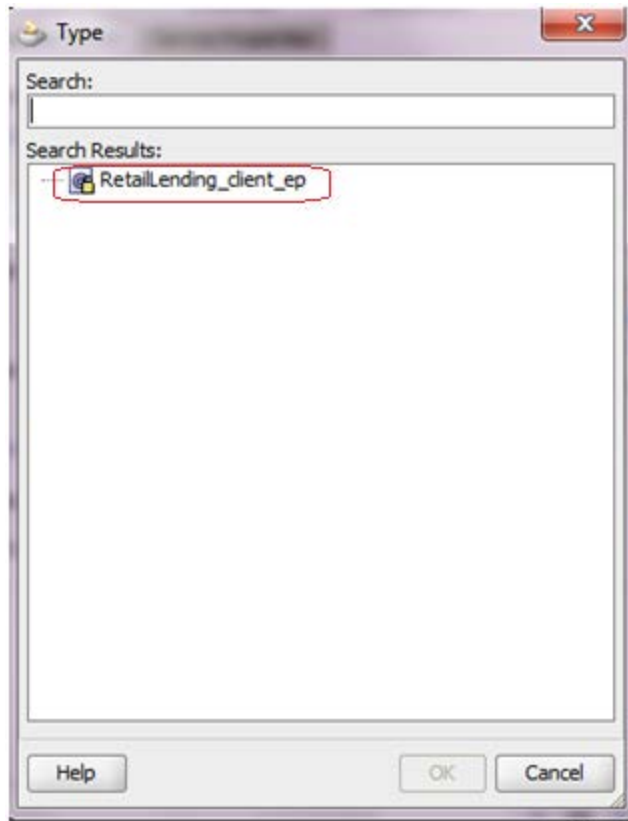 Type
Search:
Search Results:
RetailLending_client_ep
Help
OK
Cancel